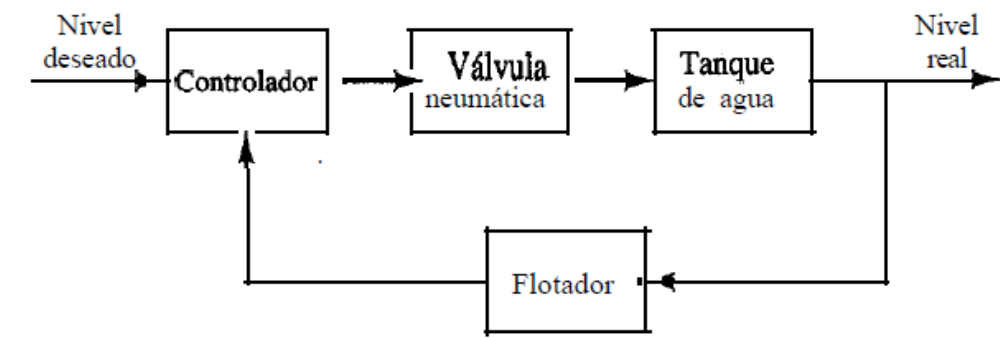 Nivel
deseado
Controlador
Válvula
neumática
Tanque
de agua
Nivel
real
Flotador